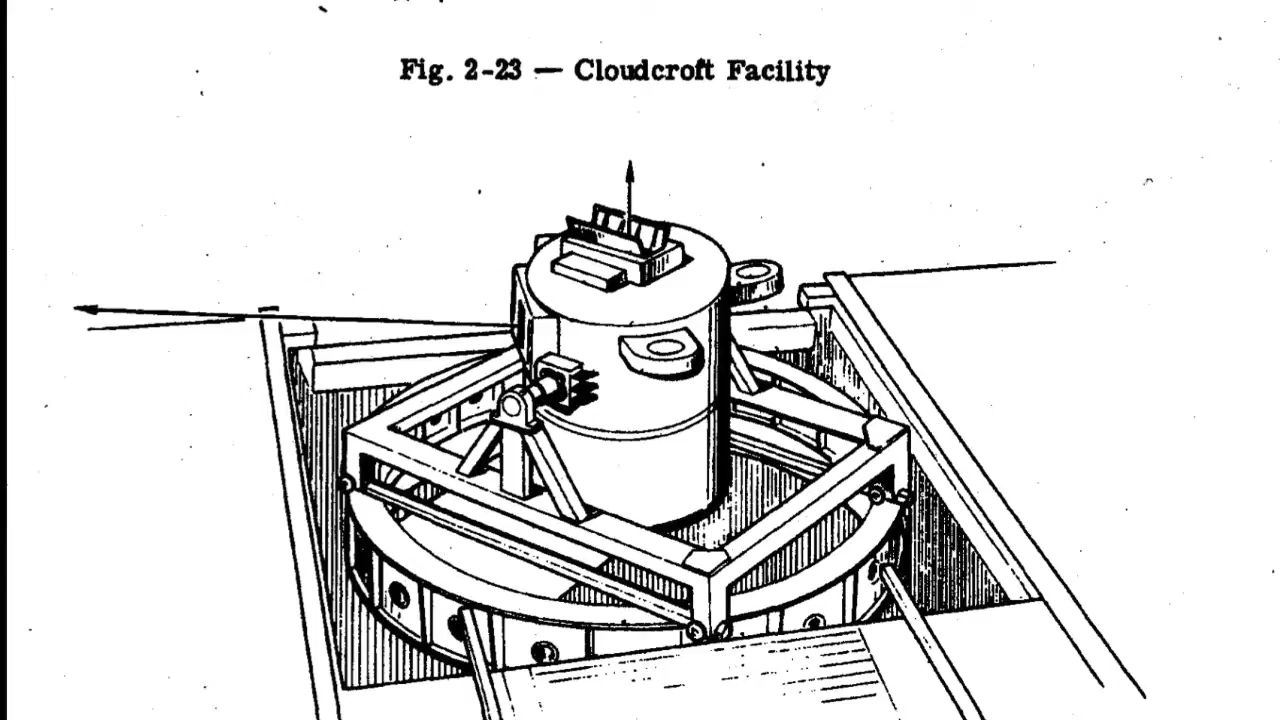 Fig. 2-23 — Cloudcroft Facility